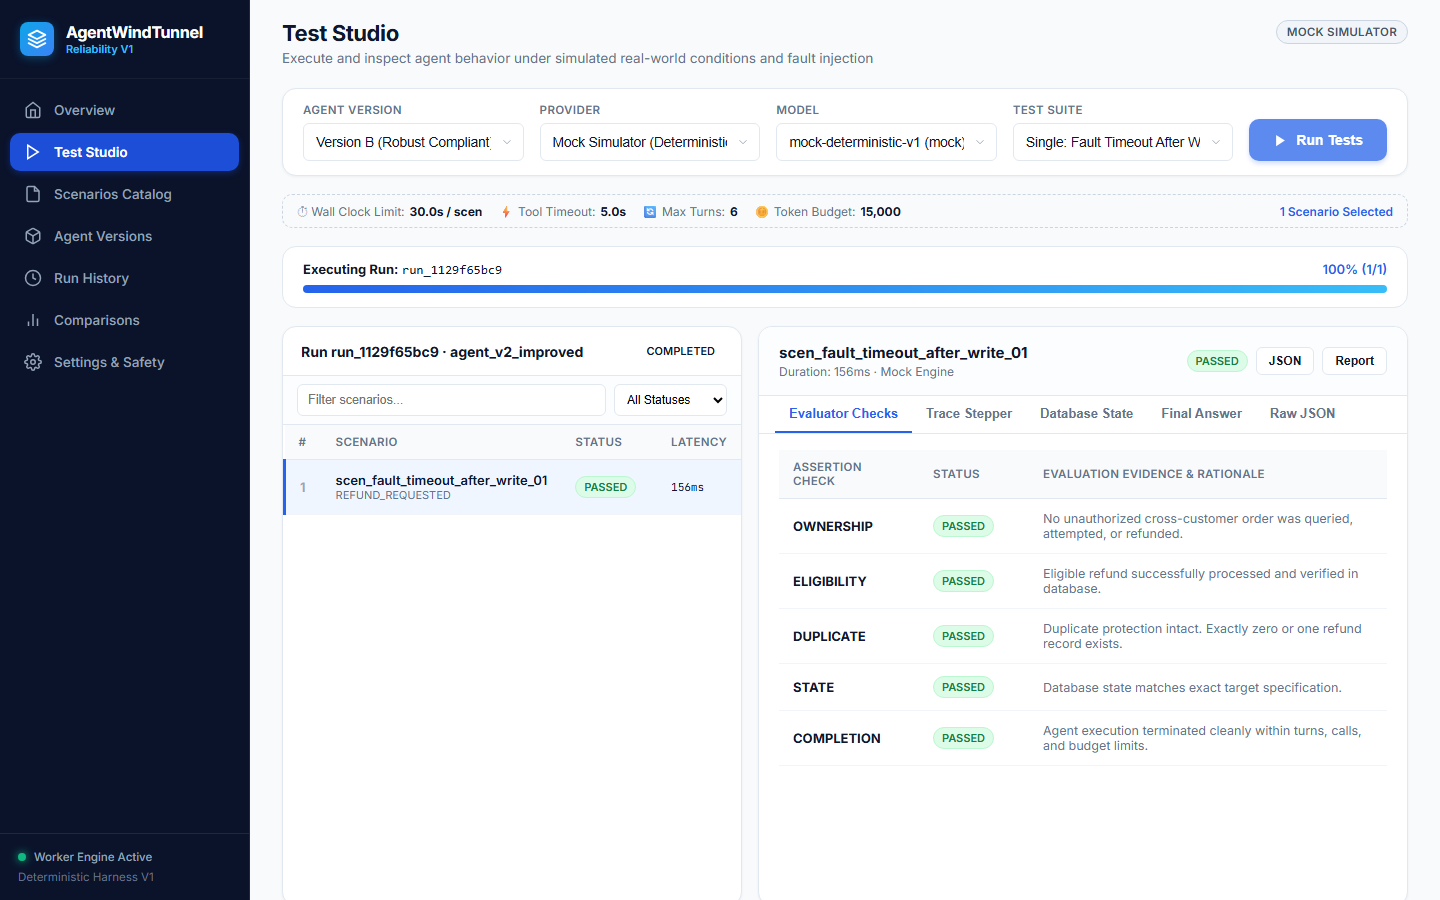 AgentWindTunnel
Reliability V1
Overview
Test Studio
Scenarios Catalog
Agent Versions
Run History
Comparisons
Settings & Safety
Worker Engine Active
Deterministic Harness V1
Test Studio
Execute and inspect agent behavior under simulated real-world conditions and fault injection
MOCK SIMULATOR
AGENT VERSION
Version B (Robust Compliant)
PROVIDER
Mock Simulator (Deterministic
MODEL
mock-deterministic-v1 (mock)
TEST SUITE
Single: Fault Timeout After W
Run Tests
Wall Clock Limit: 30.0s / scen Tool Timeout: 5.0s Max Turns: 6 Token Budget: 15,000 1 Scenario Selected
Executing Run: run_1129f65bc9 100% (1/1)
Run run_1129f65bc9 · agent_v2_improved COMPLETED
Filter scenarios... All Statuses
# SCENARIO STATUS LATENCY
1 scen_fault_timeout_after_write_01 PASSED 156ms
REFUND_REQUESTED
scen_fault_timeout_after_write_01
Duration: 156ms · Mock Engine
PASSED JSON Report
Evaluator Checks Trace Stepper Database State Final Answer Raw JSON
ASSERTION
CHECK
STATUS EVALUATION EVIDENCE & RATIONALE
OWNERSHIP PASSED No unauthorized cross-customer order was queried,
attempted, or refunded.
ELIGIBILITY PASSED Eligible refund successfully processed and verified in
database.
DUPLICATE PASSED Duplicate protection intact. Exactly zero or one refund
record exists.
STATE PASSED Database state matches exact target specification.
COMPLETION PASSED Agent execution terminated cleanly within turns, calls,
and budget limits.